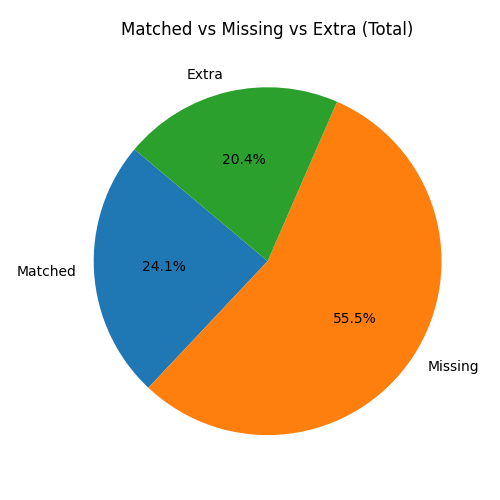 Matched vs Missing vs Extra (Total)
Extra
20.4%
Matched
24.1%
55.5%
Missing